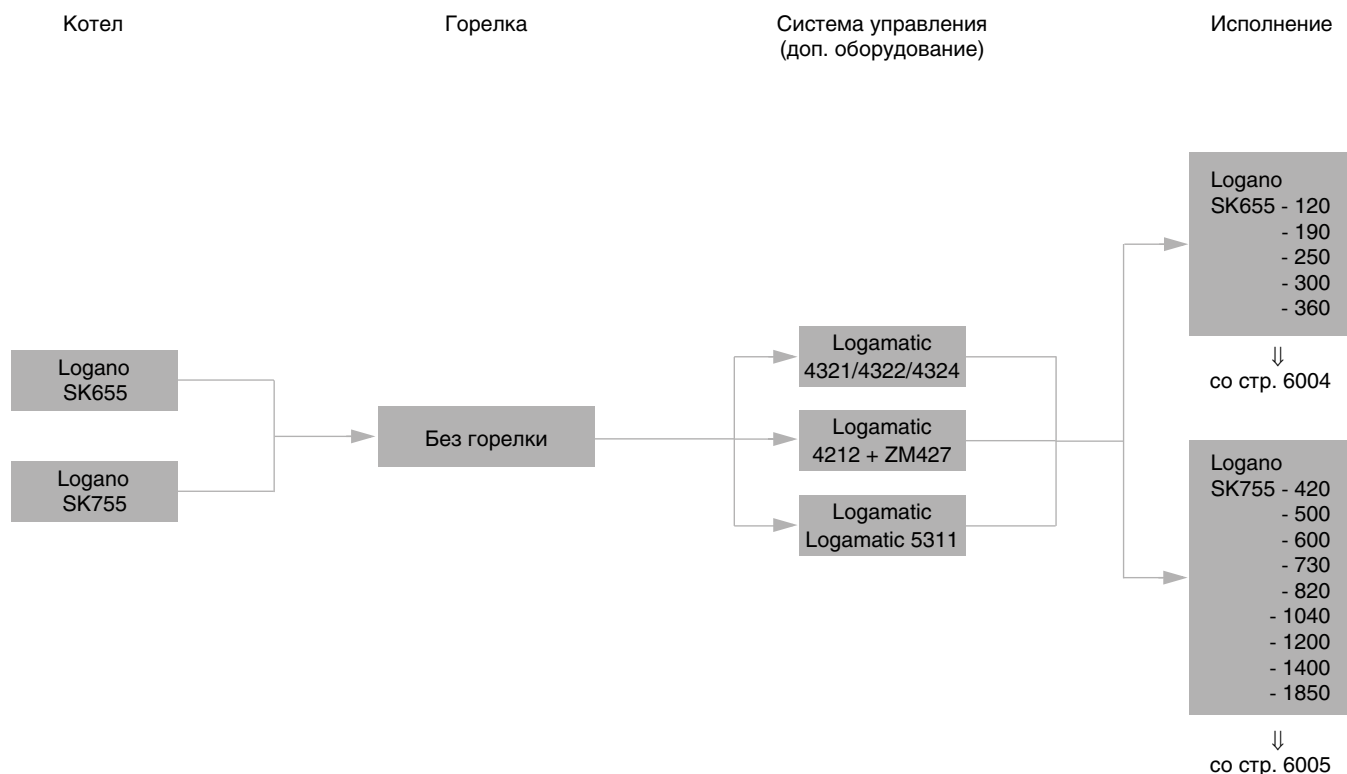 Котел
Горелка
Система управления
(доп. оборудование)
Исполнение
Logano
SK655
Logano
SK755
Без горелки
Logamatic
4321/4322/4324
Logamatic
4212 + ZM427
Logamatic
Logamatic 5311
Logano
SK655 - 120
- 190
- 250
- 300
- 360
⇓
со стр. 6004
Logano
SK755 - 420
- 500
- 600
- 730
- 820
- 1040
- 1200
- 1400
- 1850
⇓
со стр. 6005